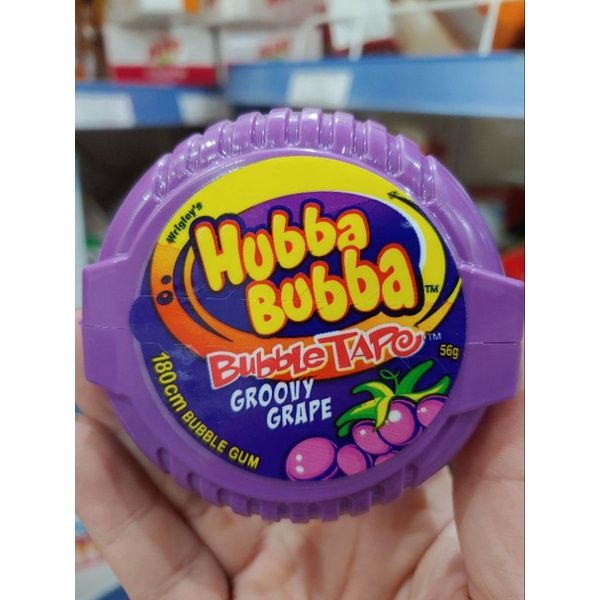 Wrigley's
Hubba
Bubba
TM
Bubble Tape
TM
56g
GROOVY
GRAPE
180cm BUBBLE GUM